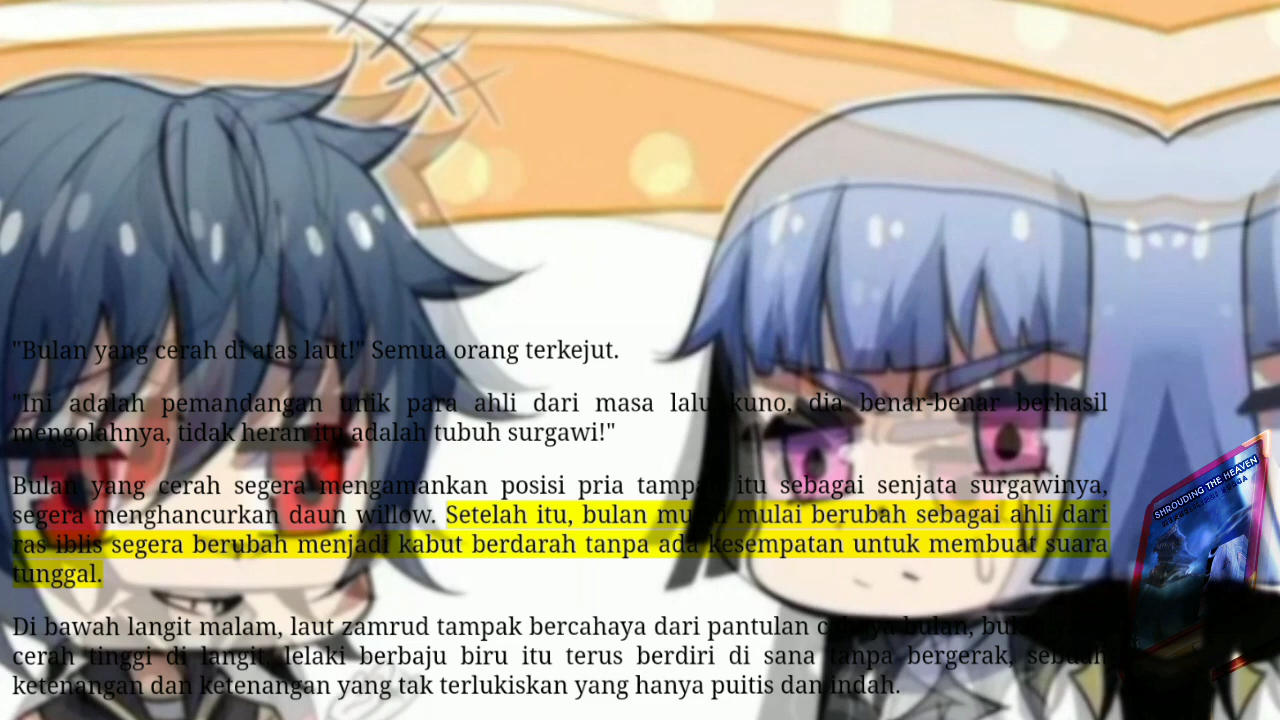 "Bulan yang cerah di atas laut!" Semua orang terkejut.
"Ini adalah pemandangan unik para ahli dari masa lalu kuno, dia benar-benar berhasil
mengolahnya, tidak heran itu adalah tubuh surgawi!"
Bulan yang cerah segera mengamankan posisi pria tampan itu sebagai senjata surgawinya,
segera menghancurkan daun willow. Setelah itu, bulan mulai berubah sebagai ahli dari
ras iblis segera berubah menjadi kabut berdarah tanpa ada kesempatan untuk membuat suara
tunggal.
Di bawah langit malam, laut zamrud tampak bercahaya dari pantulan cahaya bulan,
cerah tinggi di langit, lelaki berbaju biru itu terus berdiri di sana tanpa bergerak, sebuah
ketenangan dan ketenangan yang tak terlukiskan yang hanya puitis dan indah.
SHROUDING THE HEAVEN